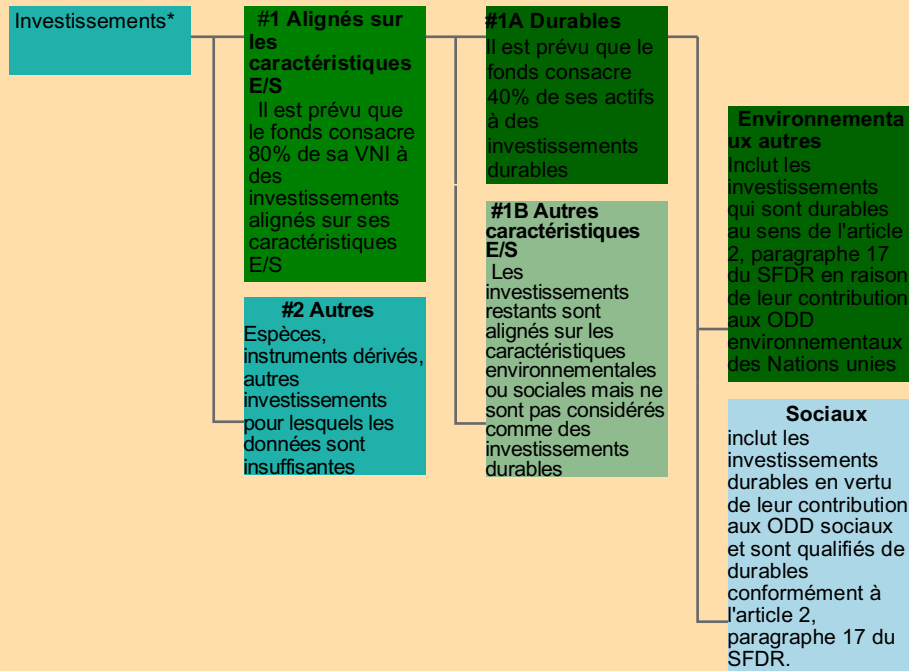 Investissements*
#1 Alignés sur
les
caractéristiques
E/S
Il est prévu que
le fonds consacre
80% de sa VNI à
des
investissements
alignés sur ses
caractéristiques
E/S
#2 Autres
Espèces,
instruments dérivés,
autres
investissements
pour lesquels les
données sont
insuffisantes
#1A Durables
Il est prévu que le
fonds consacre
40% de ses actifs
à des
investissements
durables
#1B Autres
caractéristiques
E/S
Les
investissements
restants sont
alignés sur les
caractéristiques
environnementales
ou sociales mais ne
sont pas considérés
comme des
investissements
durables
Environnementa
ux autres
Inclut les
investissements
qui sont durables
au sens de l'article
2, paragraphe 17
du SFDR en raison
de leur contribution
aux ODD
environnementaux
des Nations unies
Sociaux
inclut les
investissements
durables en vertu
de leur contribution
aux ODD sociaux
et sont qualifiés de
durables
conformément à
l'article 2,
paragraphe 17 du
SFDR.